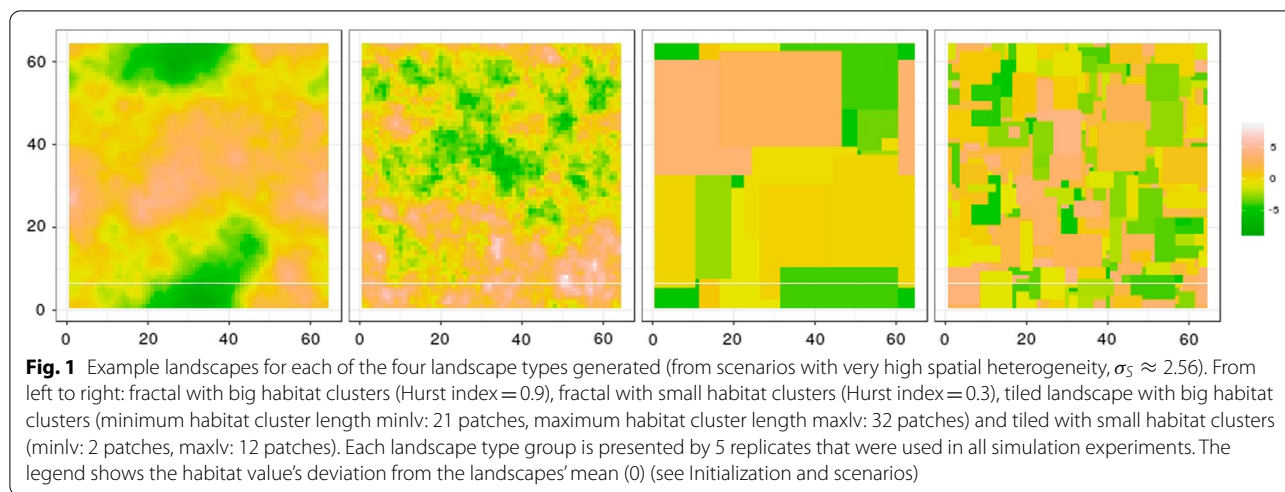 60
40
20
0
0 20 40 60
0 20 40 60
0 20 40 60
0 20 40 60
5
0
-5
Fig. 1 Example landscapes for each of the four landscape types generated (from scenarios with very high spatial heterogeneity, σS ≈ 2.56). From
left to right: fractal with big habitat clusters (Hurst index = 0.9), fractal with small habitat clusters (Hurst index = 0.3), tiled landscape with big habitat
clusters (minimum habitat cluster length minlv: 21 patches, maximum habitat cluster length maxlv: 32 patches) and tiled with small habitat clusters
(minlv: 2 patches, maxlv: 12 patches). Each landscape type group is presented by 5 replicates that were used in all simulation experiments. The
legend shows the habitat value's deviation from the landscapes' mean (0) (see Initialization and scenarios)